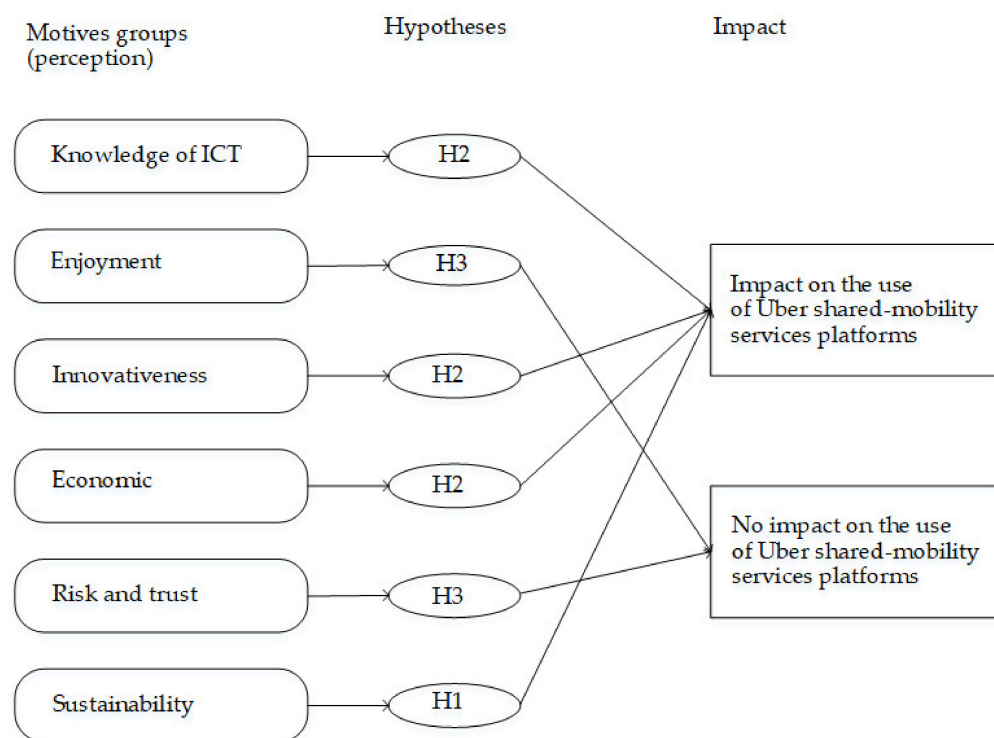 Motives groups
(perception)
Hypotheses
Impact
Knowledge of ICT
H2
Enjoyment
H3
Innovativeness
H2
Economic
H2
Risk and trust
H3
Sustainability
H1
Impact on the use
of Uber shared-mobility
services platforms
No impact on the use
of Uber shared-mobility
services platforms